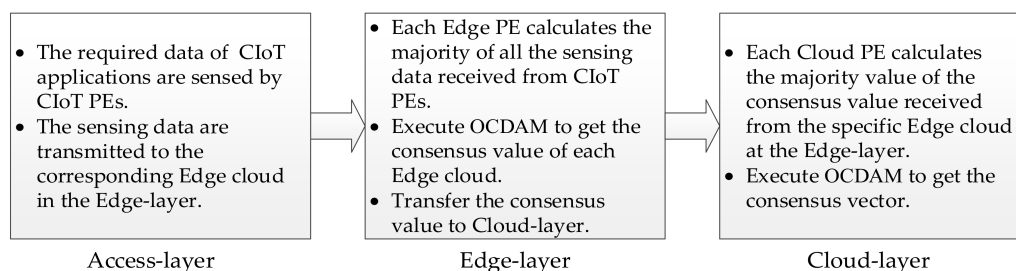 • The required data of CIoT
applications are sensed by
CIoT PEs.
• The sensing data are
transmitted to the
corresponding Edge cloud
in the Edge-layer.
Access-layer
• Each Edge PE calculates the
majority of all the sensing
data received from CIoT
PEs.
• Execute OCDAM to get the
consensus value of each
Edge cloud.
• Transfer the consensus
value to Cloud-layer.
Edge-layer
• Each Cloud PE calculates
the majority value of the
consensus value received
from the specific Edge cloud
at the Edge-layer.
• Execute OCDAM to get the
consensus vector.
Cloud-layer